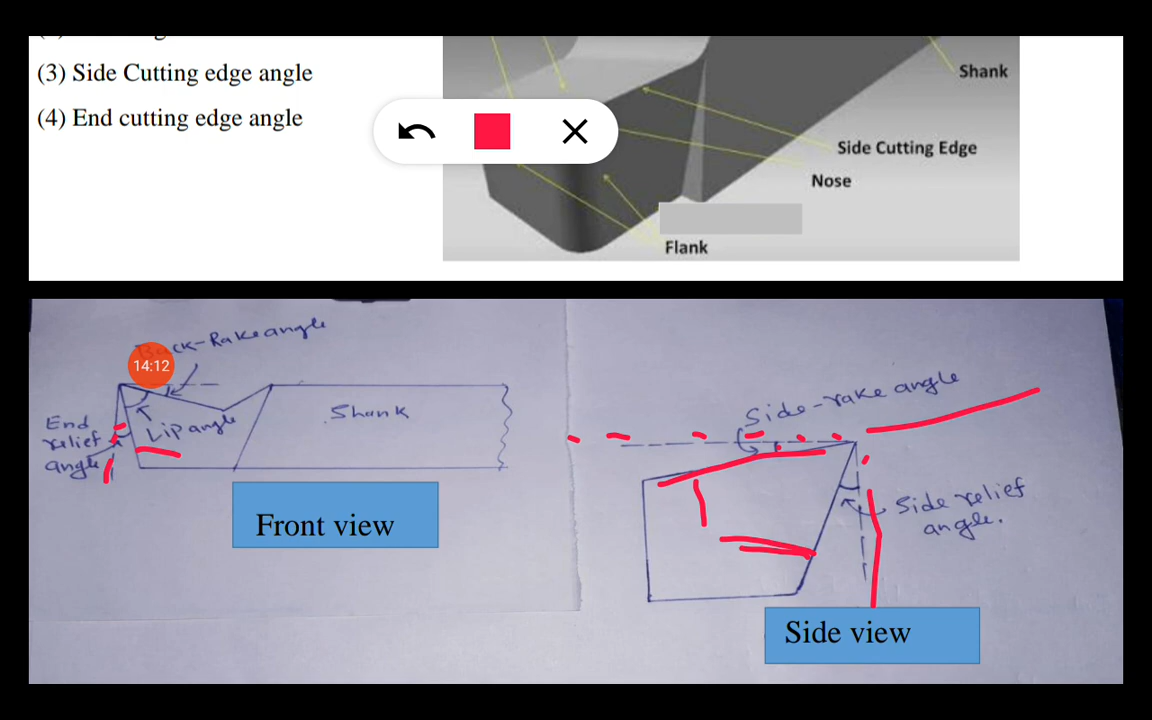 (3) Side Cutting edge angle
(4) End cutting edge angle
Shank
Side Cutting Edge
Nose
Flank
Back-Rake angle
14:12
End
relief
angle
Lip angle
Shank
Front view
Side-rake angle
Side relief
angle.
Side view